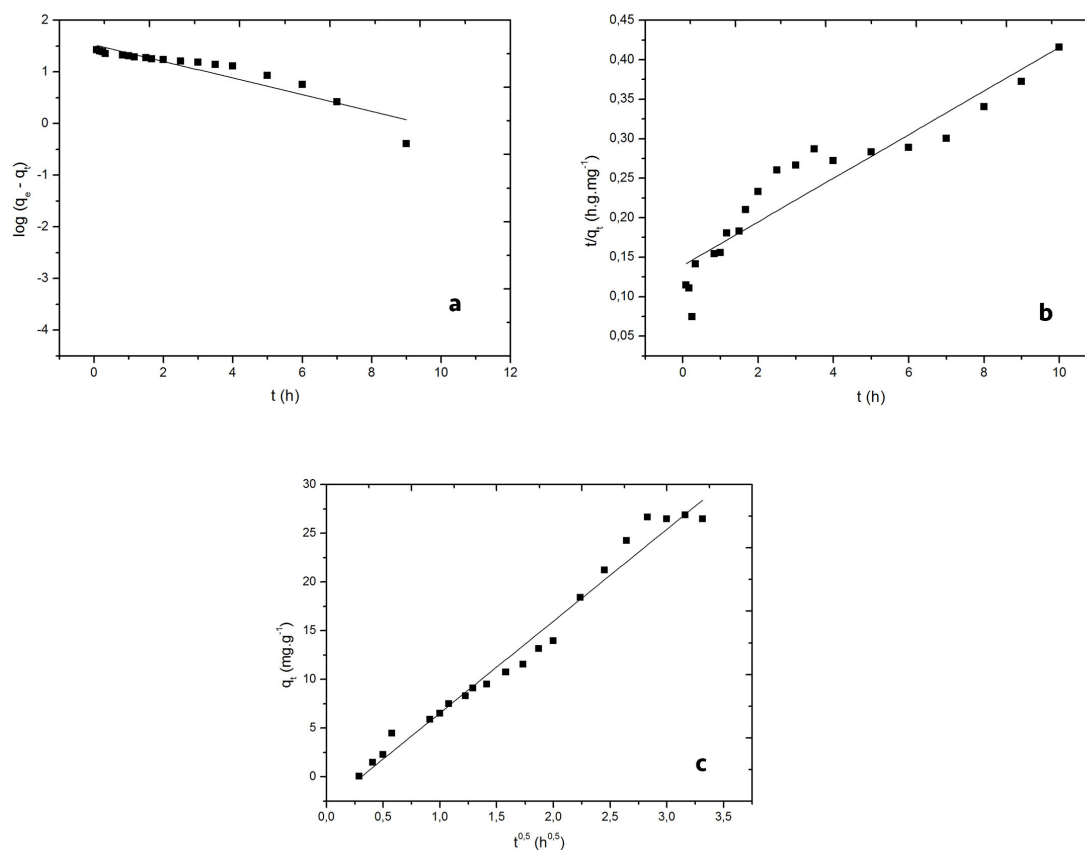 2
1
0
-1
-2
-3
-4
log (qₑ - qₜ)
0 2 4 6 8 10 12
t (h)
a
0,45
0,40
0,35
0,30
0,25
0,20
0,15
0,10
0,05
t/qₜ (h.g.mg⁻¹)
0 2 4 6 8 10
t (h)
b
30
25
20
15
10
5
0
qₜ (mg.g⁻¹)
0,0 0,5 1,0 1,5 2,0 2,5 3,0 3,5
t⁰,⁵ (h⁰,⁵)
c